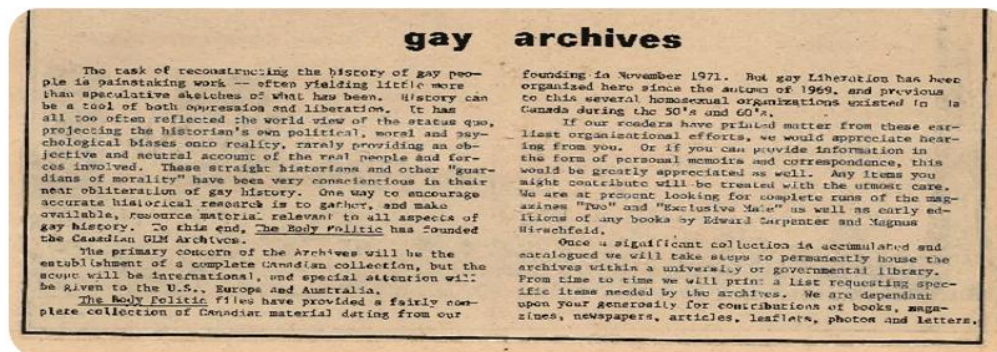 gay archives
The task of reconstructing the history of gay peo-
ple is painstaking work -- often yielding little more
than speculative sketches of what has been. History can
be a tool of both oppression and liberation. It has
all too often reflected the world view of the status quo,
projecting the historian's own political, moral and psy-
chological biases onto reality, rarely providing an ob-
jective and neutral account of the real people and for-
ces involved. These straight historians and other "guar-
dians of morality" have been very conscientious in their
near obliteration of gay history. One way to encourage
accurate historical research is to gather, and make
available, resource material relevant to all aspects of
gay history. To this end, The Body Politic has founded
the Canadian GLM Archives.
The primary concern of the Archives will be the
establishment of a complete Canadian collection, but the
scope will be international, and special attention will
be given to the U.S., Europe and Australia.
The Body Politic files have provided a fairly com-
plete collection of Canadian material dating from our
founding in November 1971. But gay Liberation has been
organized here since the autumn of 1969, and previous
to this several homosexual organizations existed in
Canada during the 50's and 60's.
If our readers have printed matter from these ear-
liest organizational efforts, we would appreciate hear-
ing from you. Or if you can provide information in
the form of personal memoirs and correspondence, this
would be greatly appreciated as well. Any items you
might contribute will be treated with the utmost care.
We are at present looking for complete runs of the mag-
azines "Two" and "Exclusive Male" as well as early ed-
itions of any books by Edward Carpenter and Magnus
Hirschfeld.
Once a significant collection is accumulated and
catalogued we will take steps to permanently house the
archives within a university or governmental library.
From time to time we will print a list requesting spec-
ific items needed by the archives. We are dependant
upon your generosity for contributions of books, maga-
zines, newspapers, articles, leaflets, photos and letters.